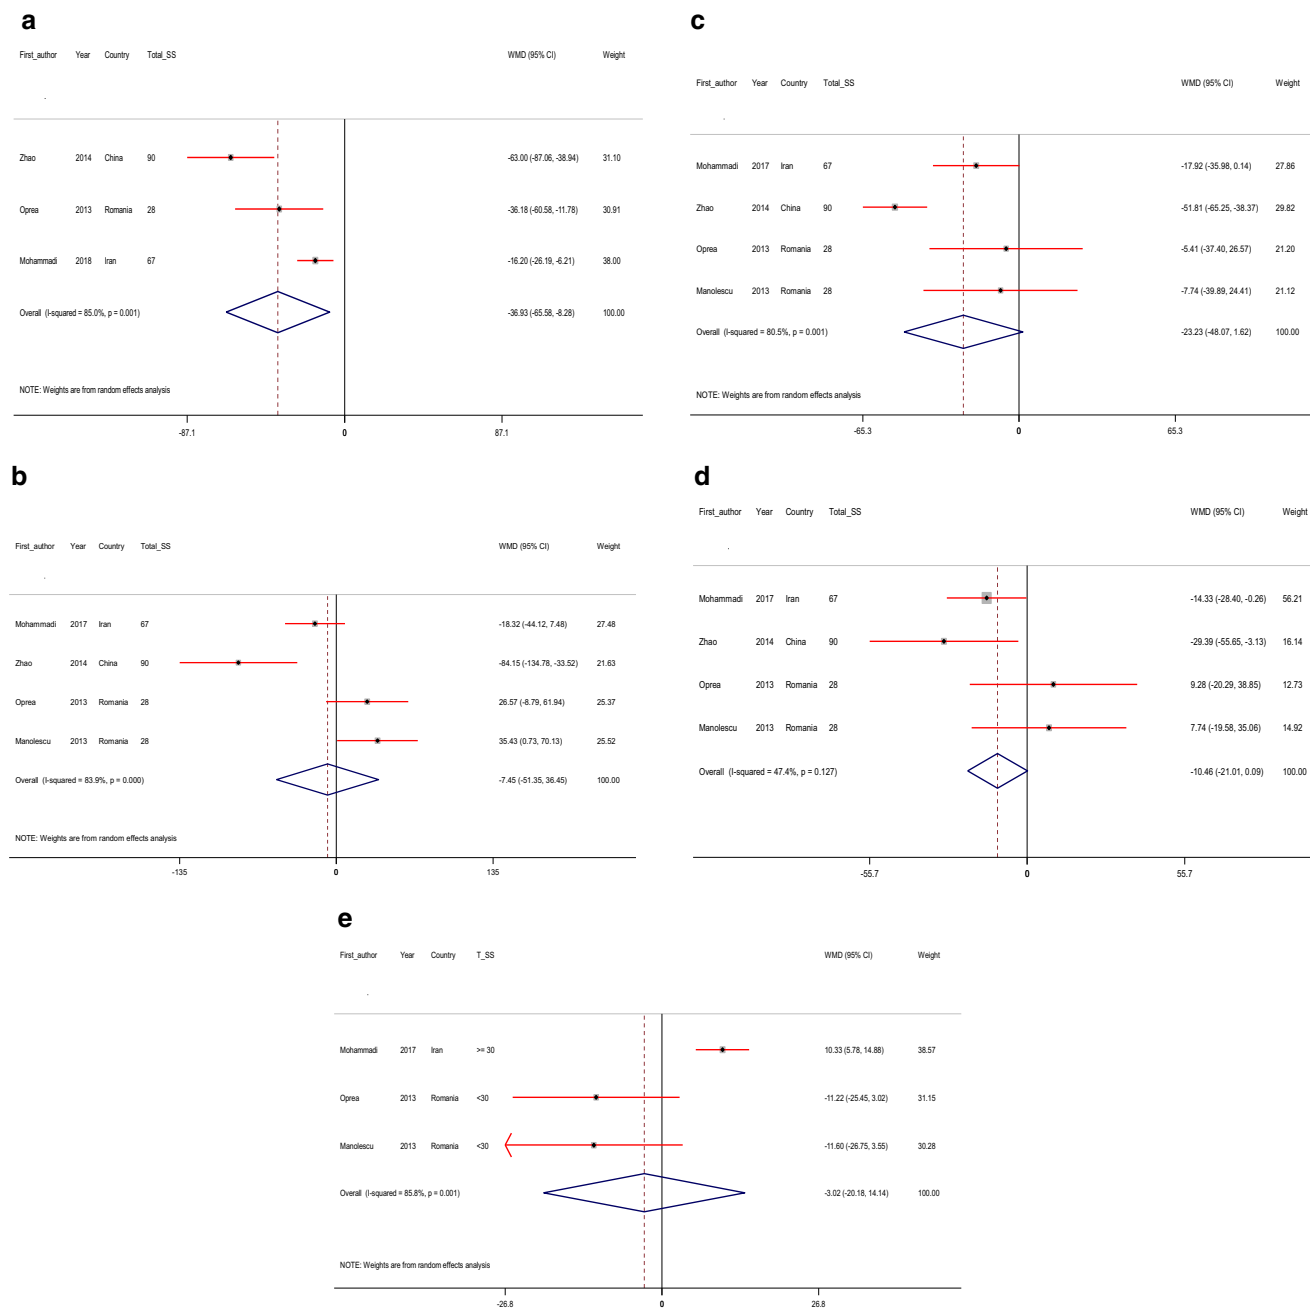 a
First_author Year Country Total_SS WMD (95% CI) Weight
Zhao 2014 China 90 -63.00 (-87.06, -38.94) 31.10
Oprea 2013 Romania 28 -36.18 (-60.58, -11.78) 30.91
Mohammadi 2018 Iran 67 -16.20 (-26.19, -6.21) 38.00
Overall (I-squared = 85.0%, p = 0.001) -36.93 (-65.58, -8.28) 100.00
NOTE: Weights are from random effects analysis
-87.1 0 87.1
c
First_author Year Country Total_SS WMD (95% CI) Weight
Mohammadi 2017 Iran 67 -17.92 (-35.98, 0.14) 27.86
Zhao 2014 China 90 -51.81 (-65.25, -38.37) 29.82
Oprea 2013 Romania 28 -5.41 (-37.40, 26.57) 21.20
Manolescu 2013 Romania 28 -7.74 (-39.89, 24.41) 21.12
Overall (I-squared = 80.5%, p = 0.001) -23.23 (-48.07, 1.62) 100.00
NOTE: Weights are from random effects analysis
-65.3 0 65.3
b
First_author Year Country Total_SS WMD (95% CI) Weight
Mohammadi 2017 Iran 67 -18.32 (-44.12, 7.48) 27.48
Zhao 2014 China 90 -84.15 (-134.78, -33.52) 21.63
Oprea 2013 Romania 28 26.57 (-8.79, 61.94) 25.37
Manolescu 2013 Romania 28 35.43 (0.73, 70.13) 25.52
Overall (I-squared = 83.9%, p = 0.000) -7.45 (-51.35, 36.45) 100.00
NOTE: Weights are from random effects analysis
-135 0 135
d
First_author Year Country Total_SS WMD (95% CI) Weight
Mohammadi 2017 Iran 67 -14.33 (-28.40, -0.26) 56.21
Zhao 2014 China 90 -29.39 (-55.65, -3.13) 16.14
Oprea 2013 Romania 28 9.28 (-20.29, 38.85) 12.73
Manolescu 2013 Romania 28 7.74 (-19.58, 35.06) 14.92
Overall (I-squared = 47.4%, p = 0.127) -10.46 (-21.01, 0.09) 100.00
-55.7 0 55.7
e
First_author Year Country T_SS WMD (95% CI) Weight
Mohammadi 2017 Iran >= 30 10.33 (5.78, 14.88) 38.57
Oprea 2013 Romania <30 -11.22 (-25.45, 3.02) 31.15
Manolescu 2013 Romania <30 -11.60 (-26.75, 3.55) 30.28
Overall (I-squared = 85.8%, p = 0.001) -3.02 (-20.18, 14.14) 100.00
NOTE: Weights are from random effects analysis
-26.8 0 26.8